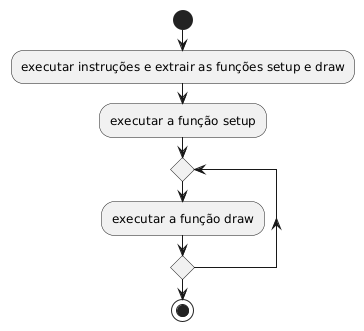 executar instruções e extrair as funções setup e draw
executar a função setup
executar a função draw